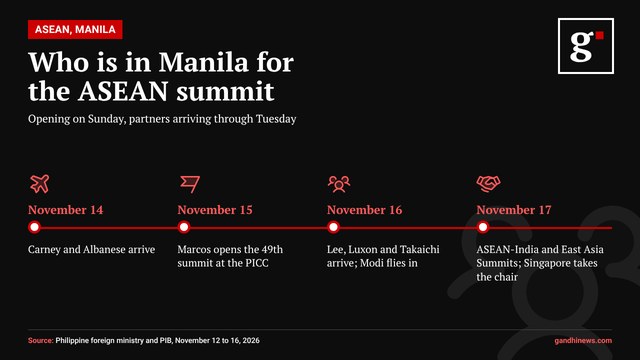 ASEAN, MANILA
g
Who is in Manila for
the ASEAN summit
Opening on Sunday, partners arriving through Tuesday
November 14
Carney and Albanese arrive
November 15
Marcos opens the 49th
summit at the PICC
November 16
Lee, Luxon and Takaichi
arrive; Modi flies in
November 17
ASEAN-India and East Asia
Summits; Singapore takes
the chair
Source: Philippine foreign ministry and PIB, November 12 to 16, 2026
gandhinews.com